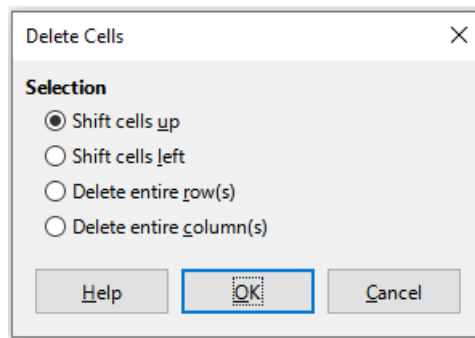 Delete Cells
Selection
Shift cells up
Shift cells left
Delete entire row(s)
Delete entire column(s)
Help OK Cancel